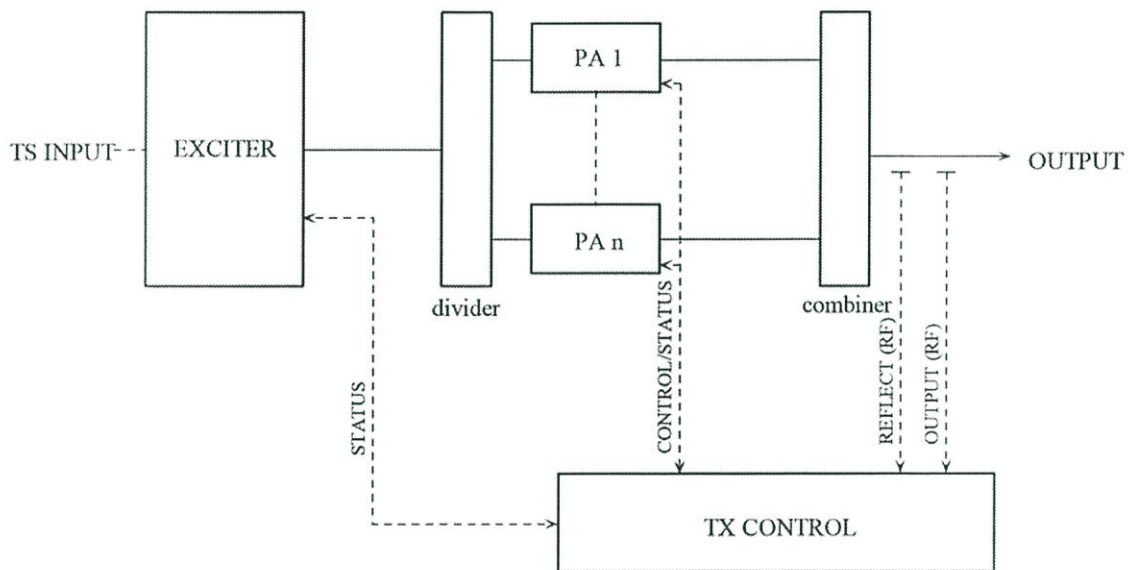 PA 1
TS INPUT
EXCITER
OUTPUT
PA n
divider
combiner
STATUS
CONTROL/STATUS
REFLECT (RF)
OUTPUT (RF)
TX CONTROL